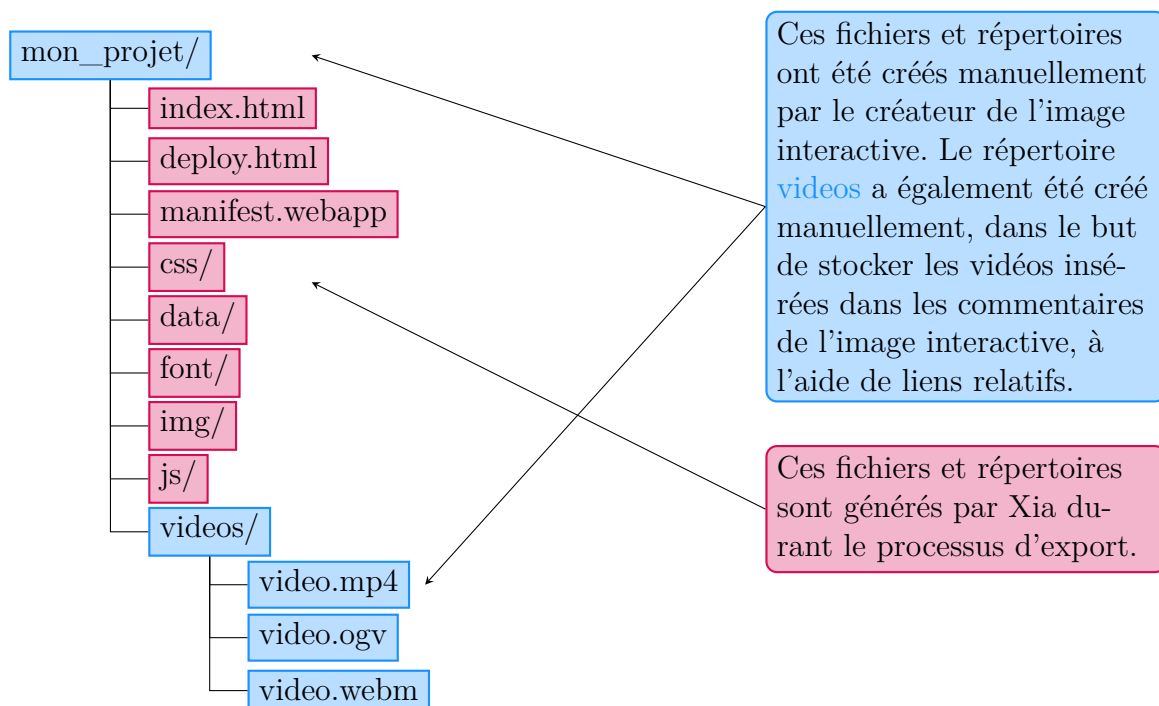 mon_projet/
index.html
deploy.html
manifest.webapp
css/
data/
font/
img/
js/
videos/
video.mp4
video.ogv
video.webm
Ces fichiers et répertoires
ont été créés manuellement
par le créateur de l'image
interactive. Le répertoire
videos a également été créé
manuellement, dans le but
de stocker les vidéos insé-
rées dans les commentaires
de l'image interactive, à
l'aide de liens relatifs.
Ces fichiers et répertoires
sont générés par Xia du-
rant le processus d'export.